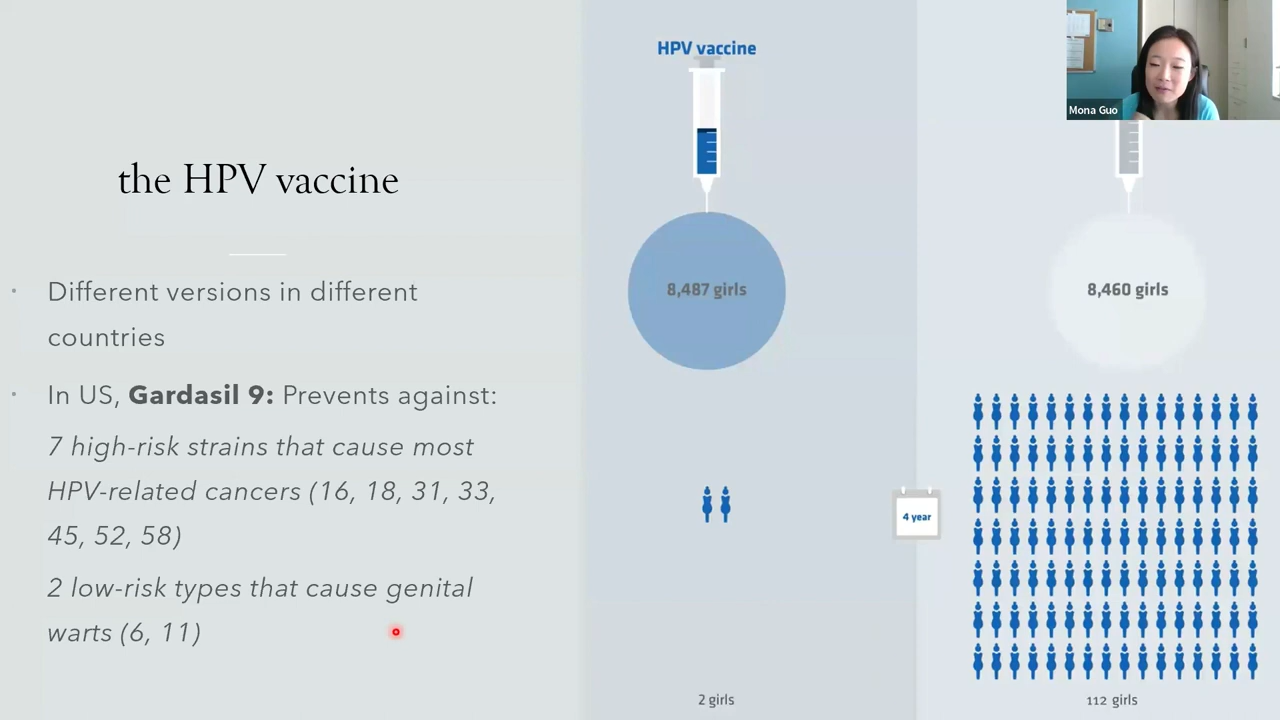 the HPV vaccine
Different versions in different
countries
In US, Gardasil 9: Prevents against:
7 high-risk strains that cause most
HPV-related cancers (16, 18, 31, 33,
45, 52, 58)
2 low-risk types that cause genital
warts (6, 11)
HPV vaccine
8,487 girls
8,460 girls
4 year
2 girls
112 girls
Mona Guo